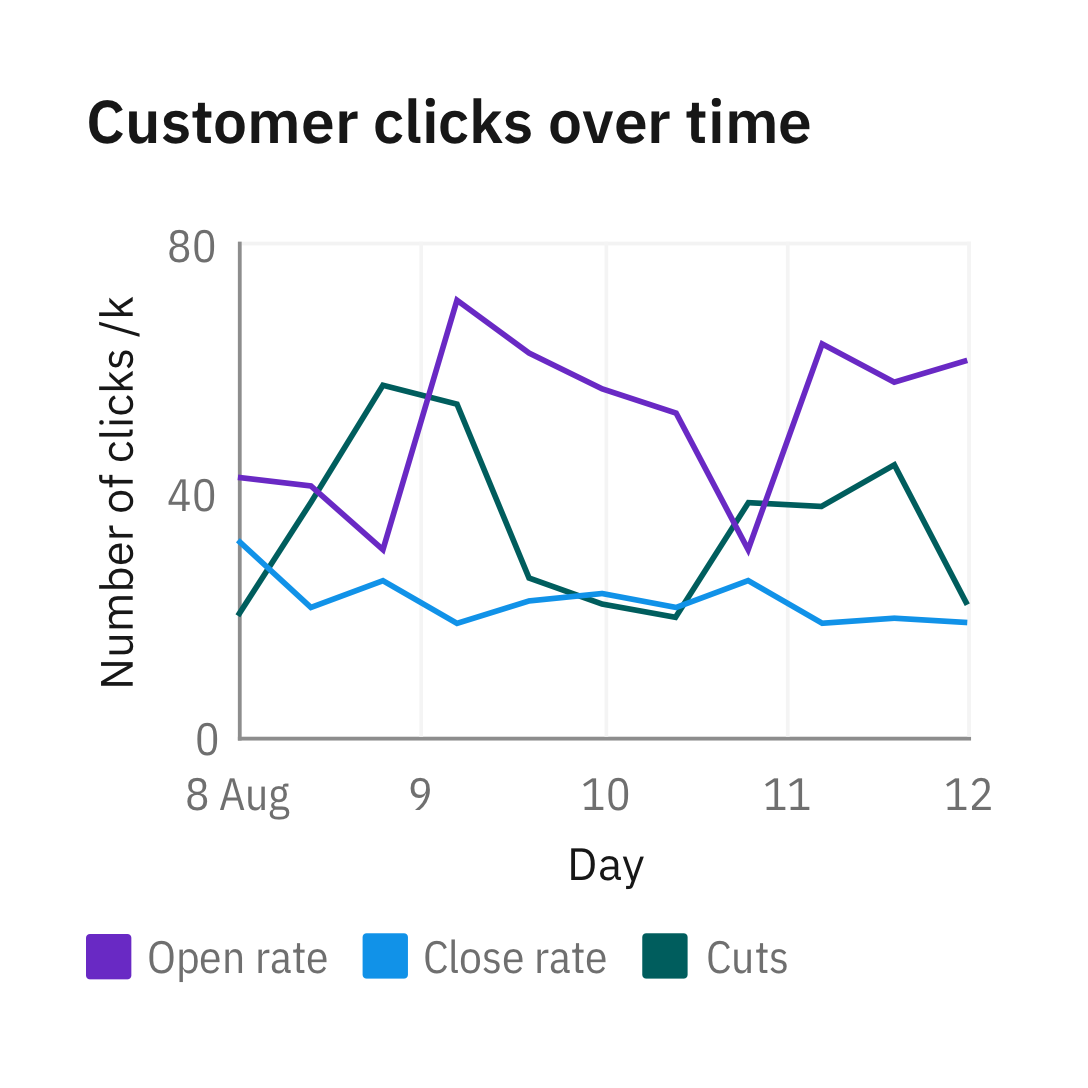 Customer clicks over time
80
Number of clicks /k
40
0
8 Aug 9 10 11 12
Day
Open rate Close rate Cuts